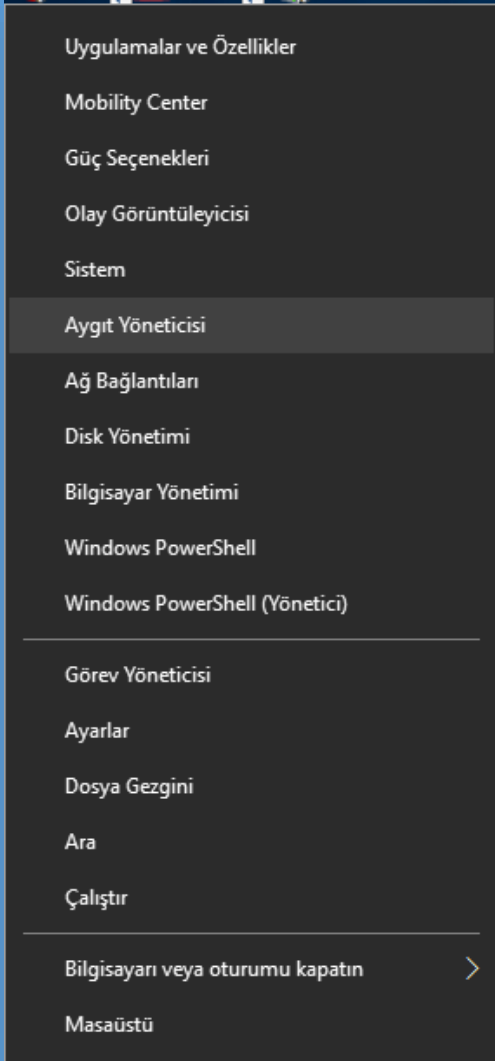 Uygulamalar ve Özellikler
Mobility Center
Güç Seçenekleri
Olay Görüntüleyicisi
Sistem
Aygıt Yöneticisi
Ağ Bağlantıları
Disk Yönetimi
Bilgisayar Yönetimi
Windows PowerShell
Windows PowerShell (Yönetici)
Görev Yöneticisi
Ayarlar
Dosya Gezgini
Ara
Çalıştır
Bilgisayarı veya oturumu kapatın
Masaüstü